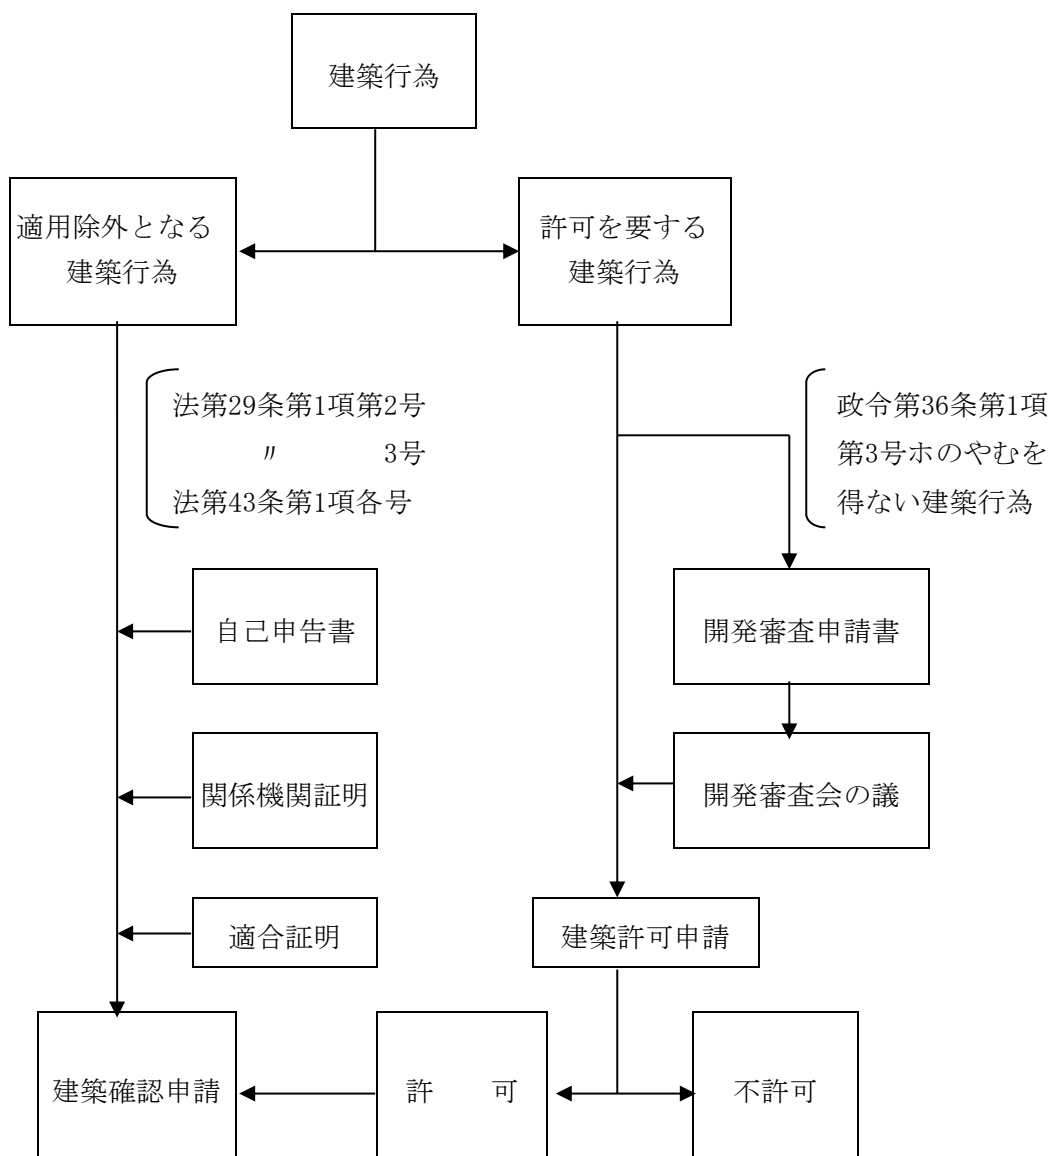 建築行為
適用除外となる
建築行為
許可を要する
建築行為
法第29条第1項第2号
〃 3号
法第43条第1項各号
政令第36条第1項
第3号ホのやむを
得ない建築行為
自己申告書
開発審査申請書
関係機関証明
開発審査会の議
適合証明
建築許可申請
建築確認申請
許 可
不許可